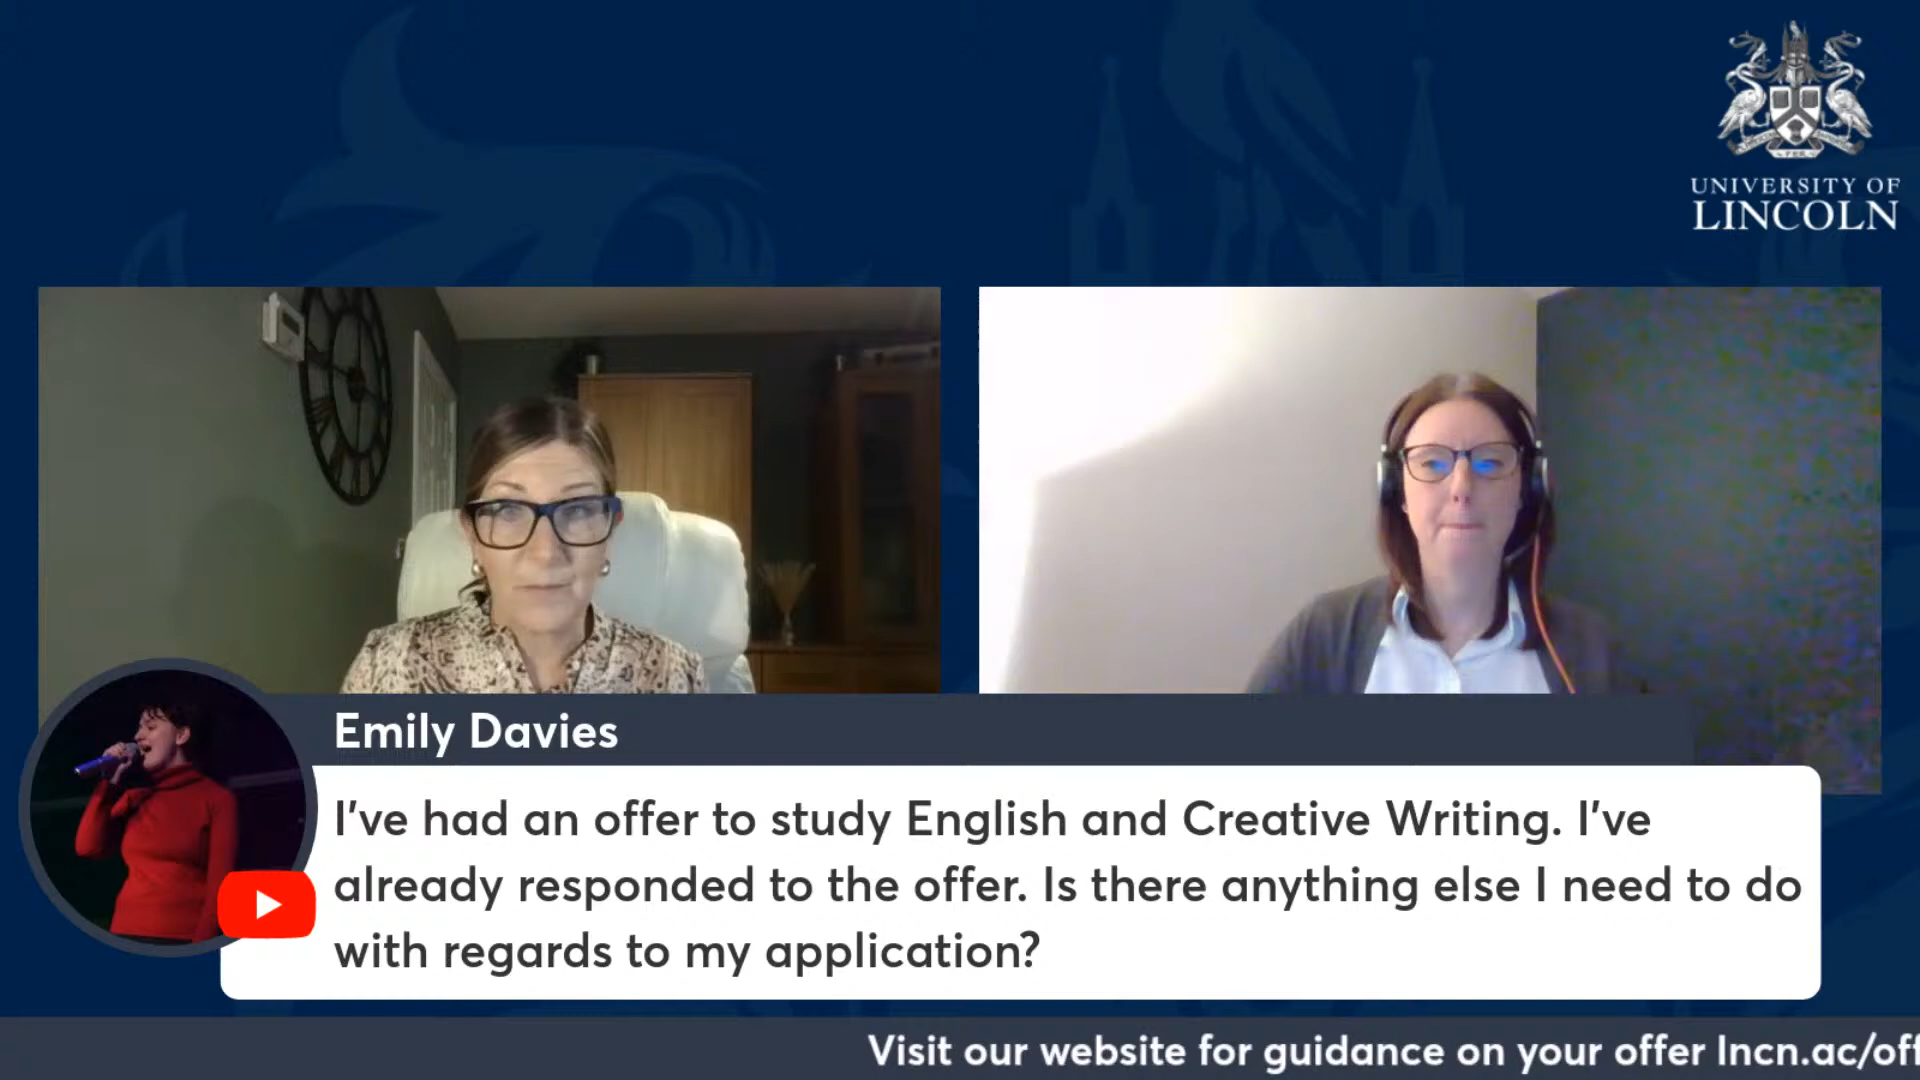 UNIVERSITY OF
LINCOLN
Emily Davies
I've had an offer to study English and Creative Writing. I've
already responded to the offer. Is there anything else I need to do
with regards to my application?
Visit our website for guidance on your offer lncn.ac/off